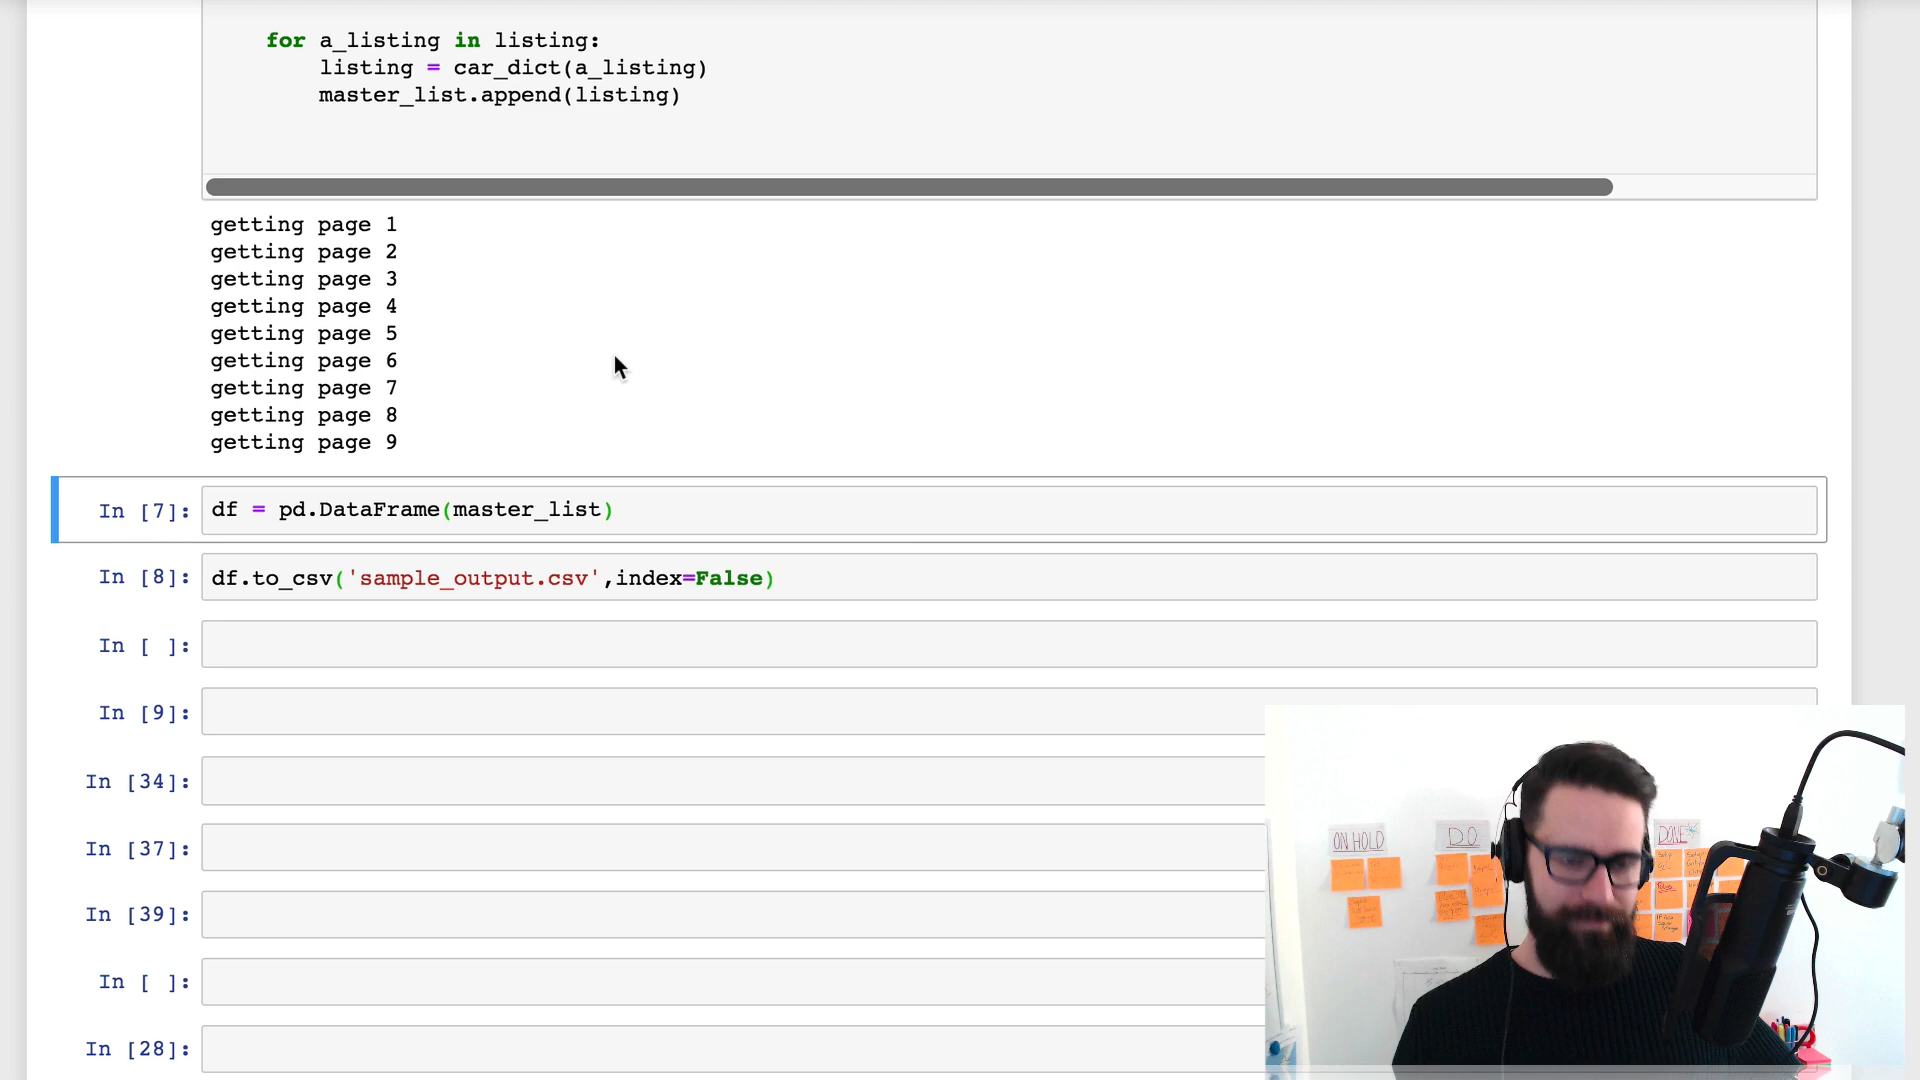 for a_listing in listing:
listing = car_dict(a_listing)
master_list.append(listing)
getting page 1
getting page 2
getting page 3
getting page 4
getting page 5
getting page 6
getting page 7
getting page 8
getting page 9
In [7]: df = pd.DataFrame(master_list)
In [8]: df.to_csv('sample_output.csv',index=False)
In [ ]:
In [9]:
In [34]:
In [37]:
In [39]:
In [ ]:
In [28]:
ON HOLD
DO
DONE